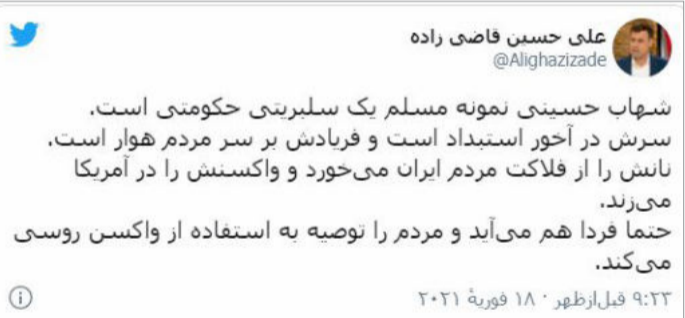 علی حسین قاضی زاده
@Alighazizade
شهاب حسینی نمونه مسلم یک سلبریتی حکومتی است.
سرش در آخور استبداد است و فریادش بر سر مردم هوار است.
نانش را از فلاکت مردم ایران می‌خورد و واکسنش را در آمریکا
می‌زند.
حتما فردا هم می‌آید و مردم را توصیه به استفاده از واکسن روسی
می‌کند.
۹:۲۳ قبل‌ازظهر · ۱۸ فوریهٔ ۲۰۲۱